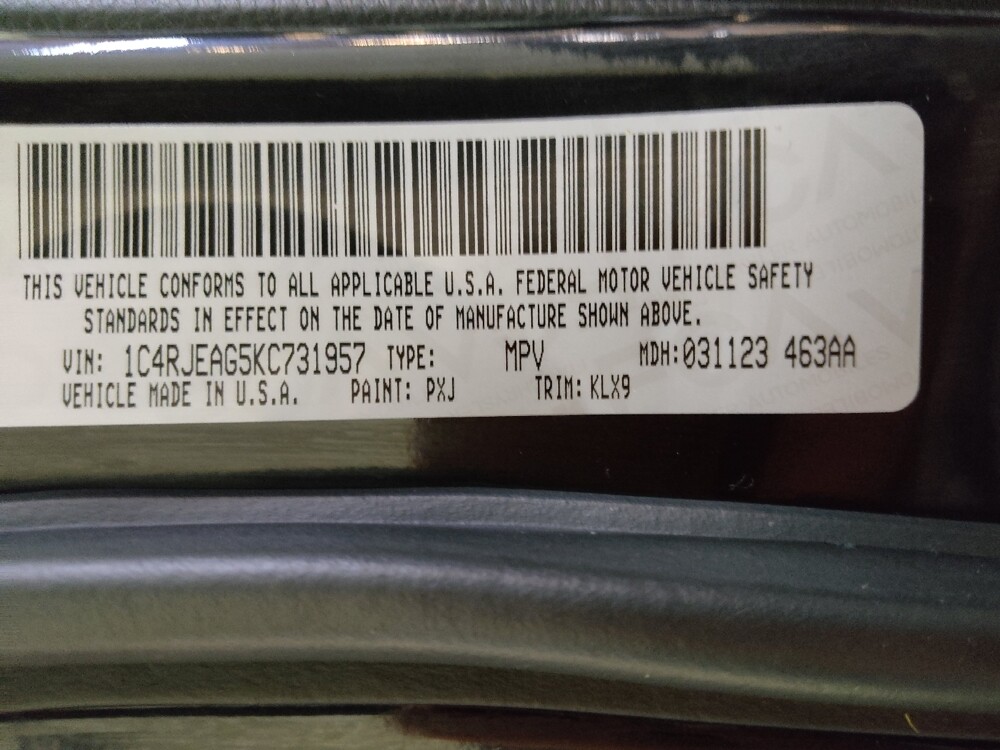 THIS VEHICLE CONFORMS TO ALL APPLICABLE U.S.A. FEDERAL MOTOR VEHICLE SAFETY
STANDARDS IN EFFECT ON THE DATE OF MANUFACTURE SHOWN ABOVE.
VIN: 1C4RJEAG5KC731957 TYPE: MPV MDH:031123 463AA
VEHICLE MADE IN U.S.A. PAINT: PXJ TRIM: KLX9